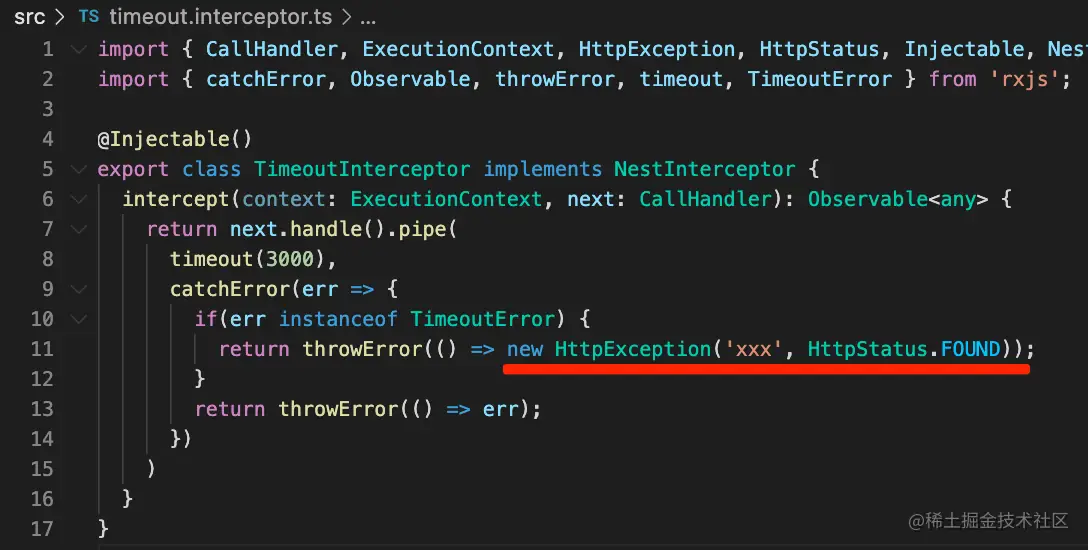 src > TS timeout.interceptor.ts > ...
1 import { CallHandler, ExecutionContext, HttpException, HttpStatus, Injectable,
2 import { catchError, Observable, throwError, timeout, TimeoutError } from 'rxjs';
3
4 @Injectable()
5 export class TimeoutInterceptor implements NestInterceptor {
6 intercept(context: ExecutionContext, next: CallHandler): Observable<any> {
7 return next.handle().pipe(
8 timeout(3000),
9 catchError(err => {
10 if(err instanceof TimeoutError) {
11 return throwError(() => new HttpException('xxx', HttpStatus.FOUND));
12 }
13 return throwError(() => err);
14 })
15 )
16 }
17 }
@稀土掘金技术社区